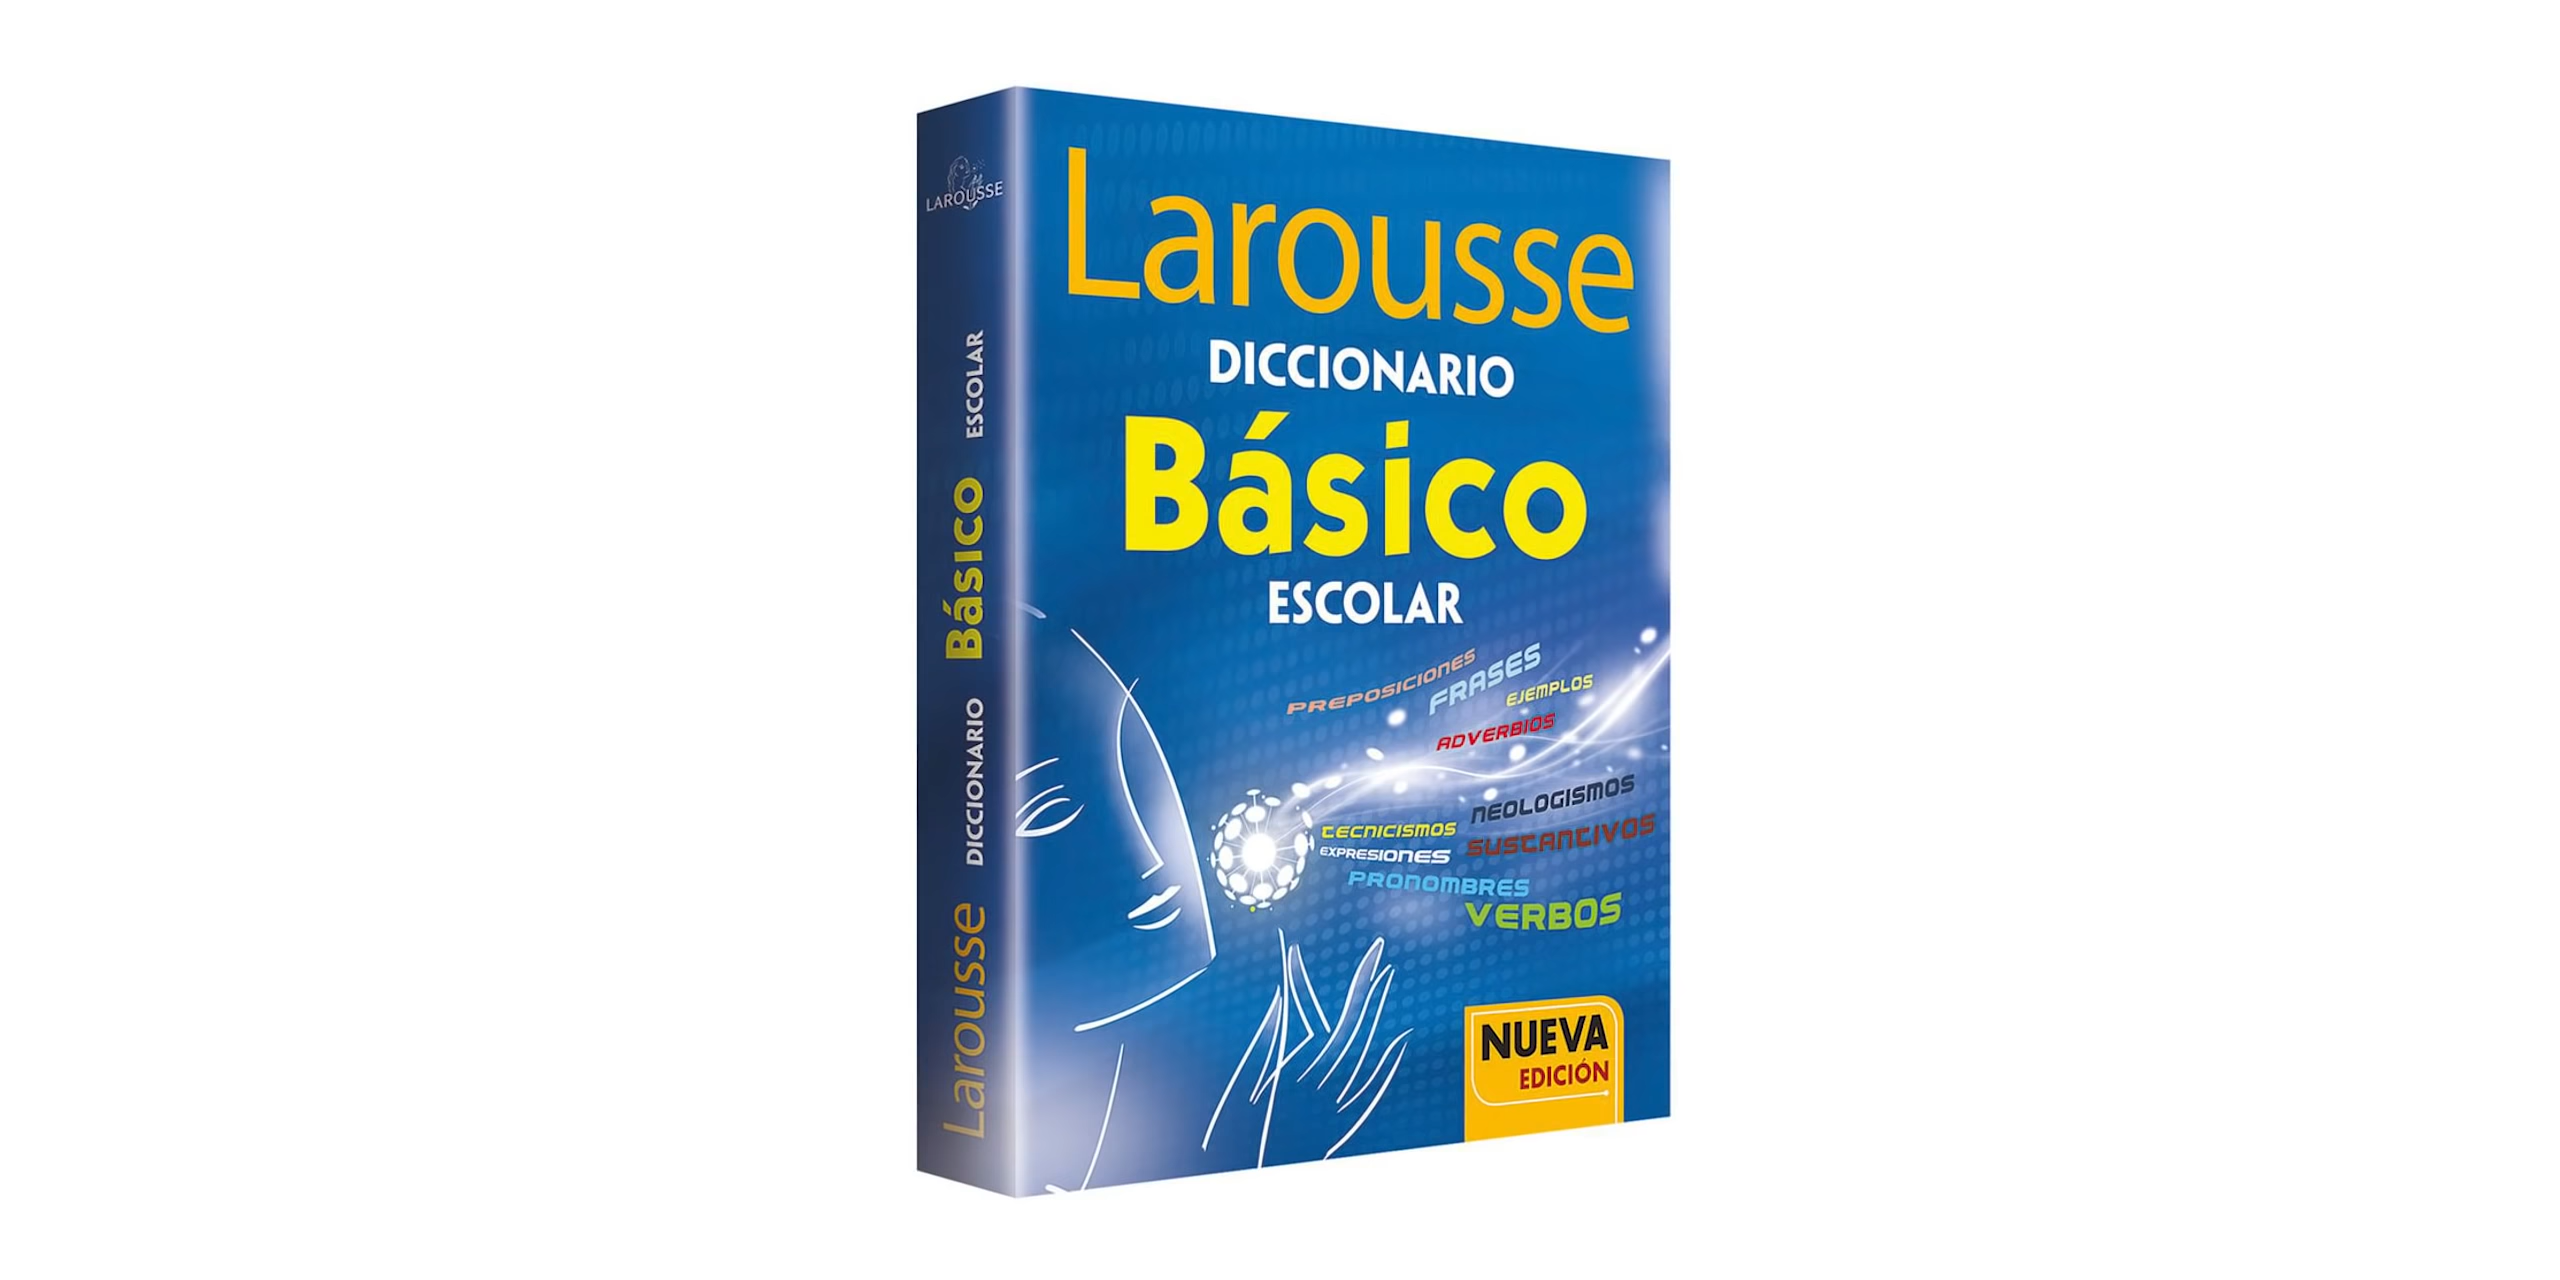 LAROUSSE
Larousse DICCIONARIO Básico ESCOLAR
Larousse
DICCIONARIO
Básico
ESCOLAR
PREPOSICIONES
FRASES
EJEMPLOS
ADVERBIOS
NEOLOGISMOS
TECNICISMOS
SUSTANTIVOS
EXPRESIONES
PRONOMBRES
VERBOS
NUEVA
EDICIÓN